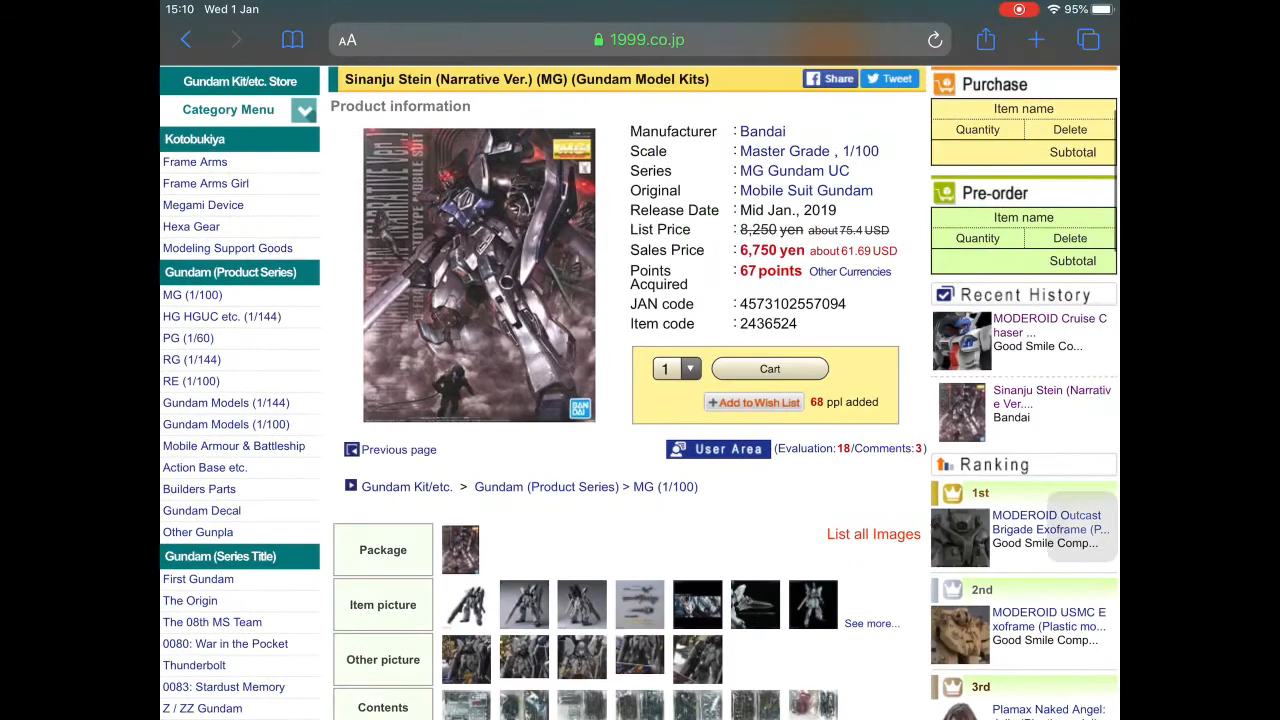 15:10 Wed 1 Jan
95%
AA
1999.co.jp
Gundam Kit/etc. Store
Category Menu
Kotobukiya
Frame Arms
Frame Arms Girl
Megami Device
Hexa Gear
Modeling Support Goods
Gundam (Product Series)
MG (1/100)
HG HGUC etc. (1/144)
PG (1/60)
RG (1/144)
RE (1/100)
Gundam Models (1/144)
Gundam Models (1/100)
Mobile Armour & Battleship
Action Base etc.
Builders Parts
Gundam Decal
Other Gunpla
Gundam (Series Title)
First Gundam
The Origin
The 08th MS Team
0080: War in the Pocket
Thunderbolt
0083: Stardust Memory
Z / ZZ Gundam
Sinanju Stein (Narrative Ver.) (MG) (Gundam Model Kits)
Share
Tweet
Product information
MG
BAN
DAI
Manufacturer : Bandai
Scale : Master Grade , 1/100
Series : MG Gundam UC
Original : Mobile Suit Gundam
Release Date : Mid Jan., 2019
List Price : 8,250 yen about 75.4 USD
Sales Price : 6,750 yen about 61.69 USD
Points Acquired : 67 points Other Currencies
JAN code : 4573102557094
Item code : 2436524
1
Cart
+Add to Wish List 68 ppl added
Previous page
User Area (Evaluation:18/Comments:3)
Gundam Kit/etc. > Gundam (Product Series) > MG (1/100)
List all Images
Package
Item picture
See more...
Other picture
Contents
Purchase
Item name
Quantity Delete
Subtotal
Pre-order
Item name
Quantity Delete
Subtotal
Recent History
MODEROID Cruise C
haser ...
Good Smile Co...
Sinanju Stein (Narrativ
e Ver....
Bandai
Ranking
1st
MODEROID Outcast
Brigade Exoframe (P...
Good Smile Comp...
2nd
MODEROID USMC E
xoframe (Plastic mo...
Good Smile Comp...
3rd
Plamax Naked Angel: